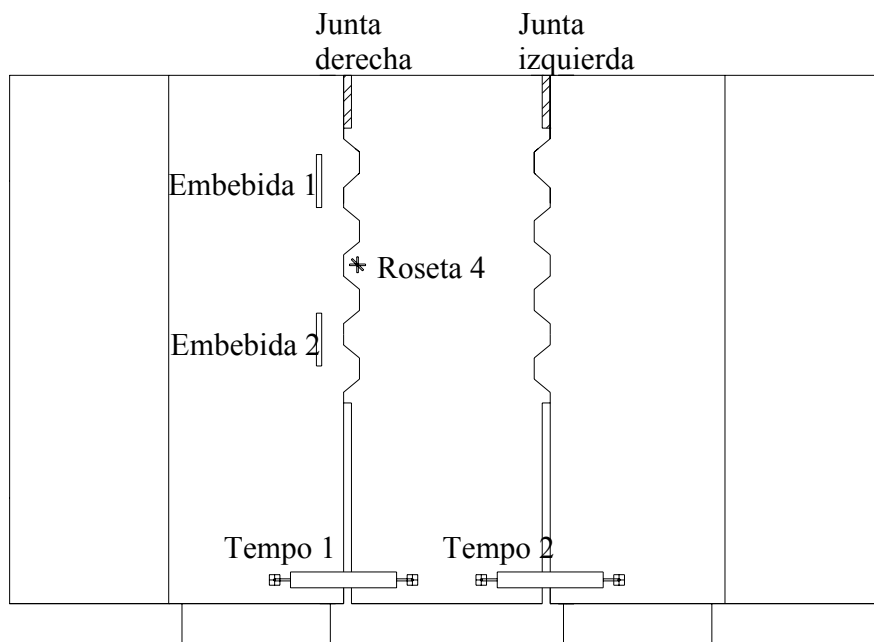 Junta
derecha
Junta
izquierda
Embebida 1
Roseta 4
Embebida 2
Tempo 1
Tempo 2